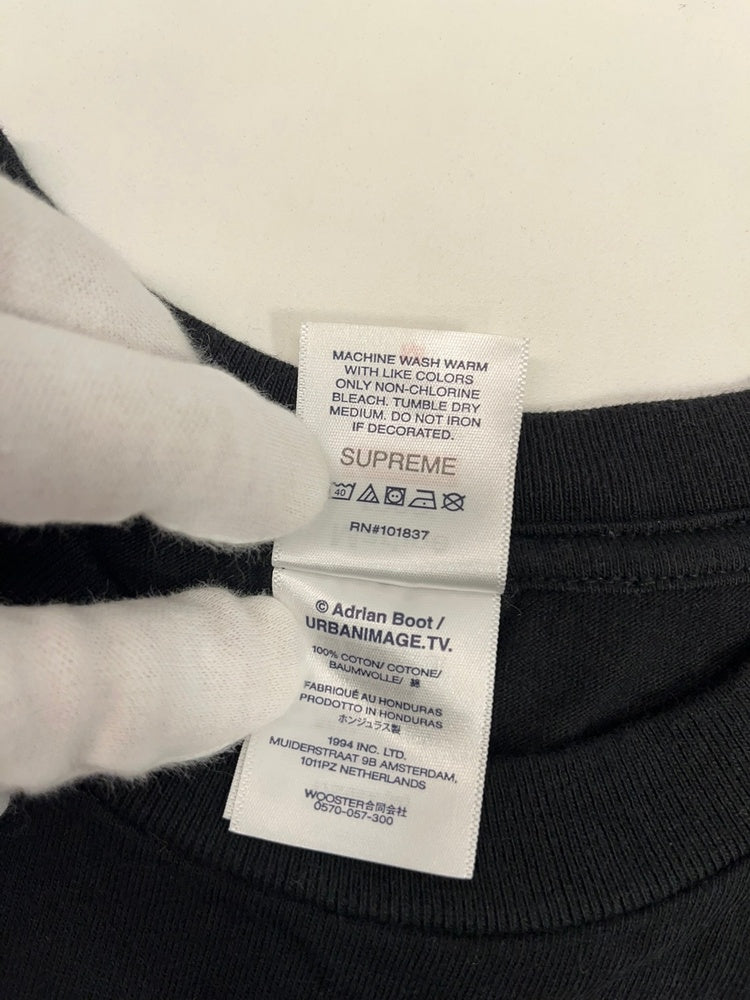 MACHINE WASH WARM
WITH LIKE COLORS
ONLY NON-CHLORINE
BLEACH. TUMBLE DRY
MEDIUM. DO NOT IRON
IF DECORATED.
SUPREME
40
RN#101837
© Adrian Boot /
URBANIMAGE.TV.
100% COTON/ COTONE/
BAUMWOLLE/ 綿
FABRIQUÉ AU HONDURAS
PRODOTTO IN HONDURAS
ホンジュラス製
1994 INC. LTD.
MUIDERSTRAAT 9B AMSTERDAM,
1011PZ NETHERLANDS
WOOSTER合同会社
0570-057-300